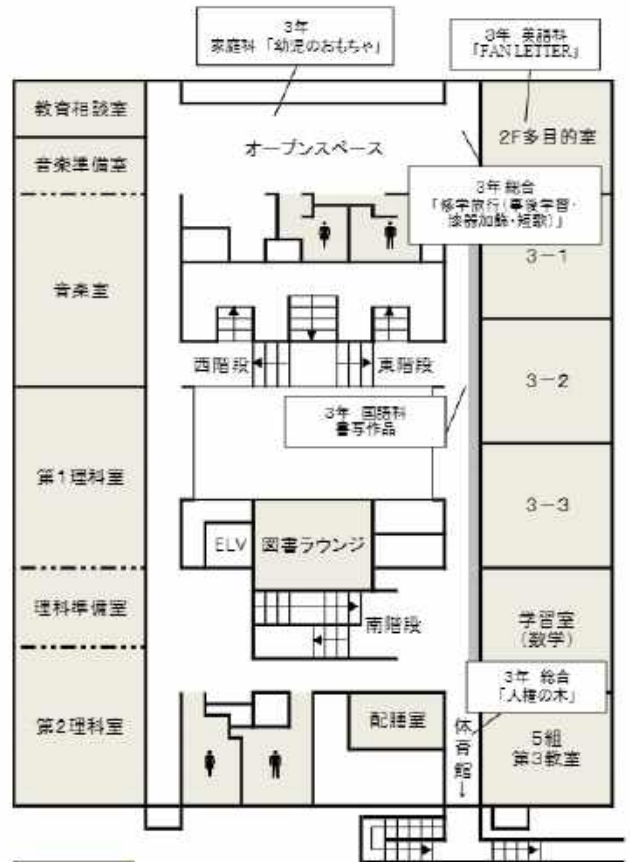 3年
家庭科「幼児のおもちゃ」
3年 英語科
「FAN LETTER」
教育相談室
音楽準備室
オープンスペース
2F多目的室
3年 総合
「修学旅行(事後学習・
漆器加飾・短歌)」
音楽室
3－1
西階段
東階段
3－2
3年 国語科
書写作品
第1理科室
3－3
ELV
図書ラウンジ
理科準備室
南階段
学習室
(数学)
3年 総合
「人権の木」
第2理科室
配膳室
体育館↓
5組
第3教室